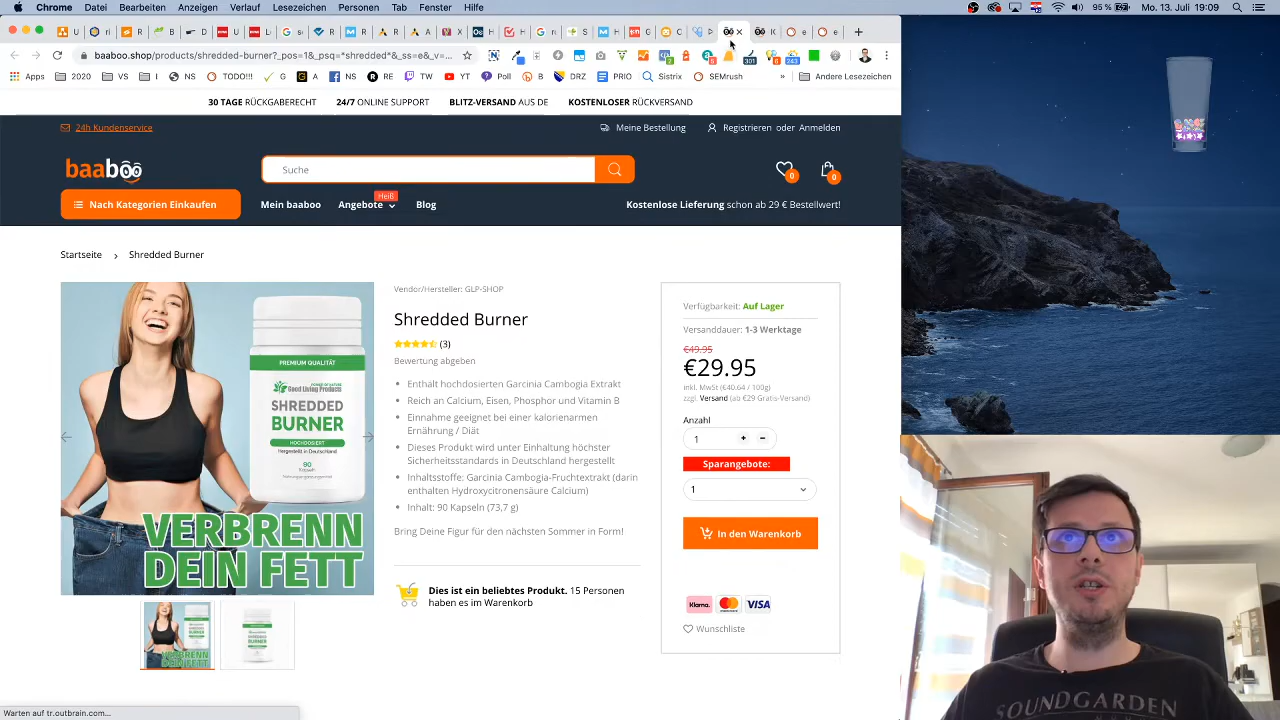 Chrome Datei Bearbeiten Anzeigen Verlauf Lesezeichen Personen Tab Fenster Hilfe 95 % Mo. 13. Juli 19:09
baaboo.com/products/shredded-burner?_pos=1&_psq=shredded*&_ss=e&_v=...
Apps 2020 VS I NS TODO!!! G A NS RE TW YT Poll B DRZ PRIO Sistrix SEMrush » Andere Lesezeichen
30 TAGE RÜCKGABERECHT 24/7 ONLINE SUPPORT BLITZ-VERSAND AUS DE KOSTENLOSER RÜCKVERSAND
24h Kundenservice Meine Bestellung Registrieren oder Anmelden
baaboo Suche 0 0
Heiß
Nach Kategorien Einkaufen Mein baaboo Angebote Blog Kostenlose Lieferung schon ab 29 € Bestellwert!
Startseite › Shredded Burner
PREMIUM QUALITÄT
Good Living Products
SHREDDED
BURNER
HOCHDOSIERT
Hergestellt in Deutschland
90
VERBRENN
DEIN FETT
Vendor/Hersteller: GLP-SHOP
Shredded Burner
(3)
Bewertung abgeben
Enthält hochdosierten Garcinia Cambogia Extrakt
Reich an Calcium, Eisen, Phosphor und Vitamin B
Einnahme geeignet bei einer kalorienarmen
Ernährung / Diät
Dieses Produkt wird unter Einhaltung höchster
Sicherheitsstandards in Deutschland hergestellt
Inhaltsstoffe: Garcinia Cambogia-Fruchtextrakt (darin
enthalten Hydroxycitronensäure Calcium)
Inhalt: 90 Kapseln (73,7 g)
Bring Deine Figur für den nächsten Sommer in Form!
Dies ist ein beliebtes Produkt. 15 Personen
haben es im Warenkorb
Verfügbarkeit: Auf Lager
Versanddauer: 1-3 Werktage
€49.95
€29.95
inkl. MwSt (€40.64 / 100g)
zzgl. Versand (ab €29 Gratis-Versand)
Anzahl
1 + −
Sparangebote:
1
In den Warenkorb
Klarna. mastercard VISA
Wunschliste
Warten auf tr.outbrain.com...
SOUNDGARDEN